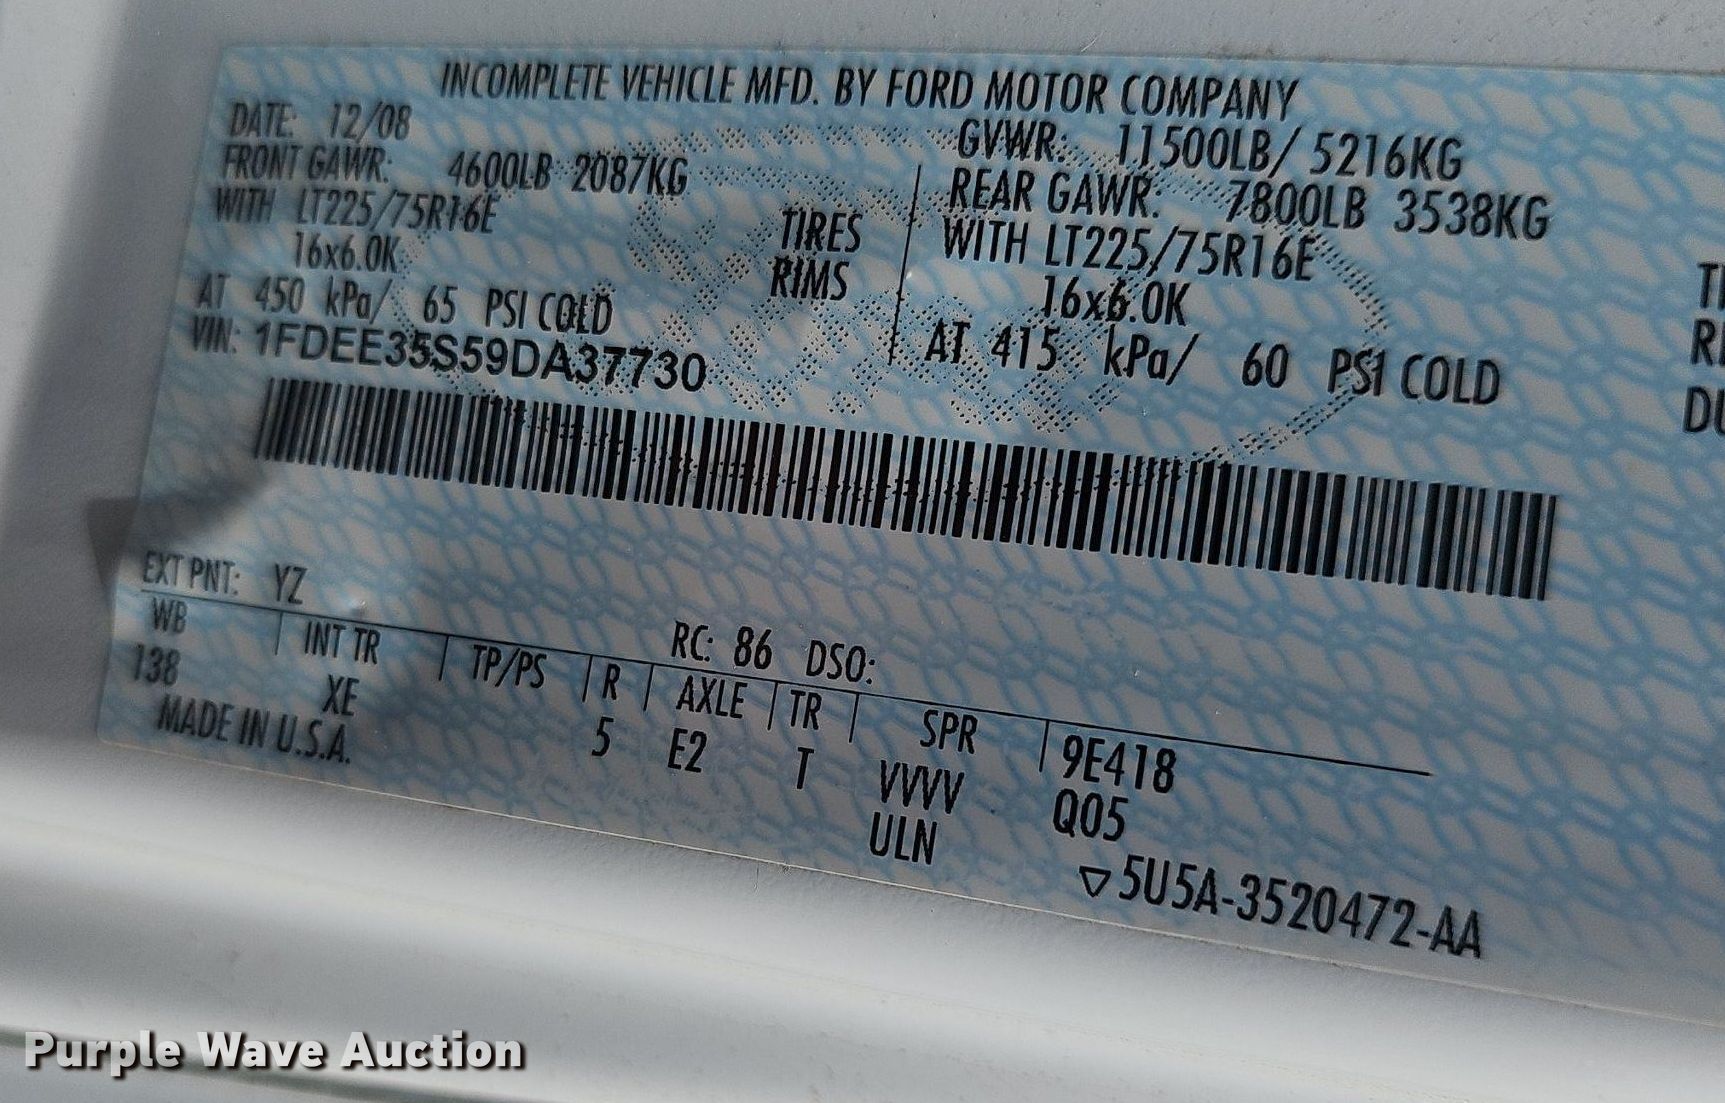 INCOMPLETE VEHICLE MFD. BY FORD MOTOR COMPANY
DATE: 12/08 GVWR: 11500LB/ 5216KG
FRONT GAWR: 4600LB 2087KG REAR GAWR: 7800LB 3538KG
WITH LT225/75R16E TIRES WITH LT225/75R16E
16x6.0K RIMS 16x6.0K
AT 450 kPa/ 65 PSI COLD AT 415 kPa/ 60 PSI COLD
VIN: 1FDEE35S59DA37730
EXT PNT: YZ RC: 86 DSO:
WB INT TR TP/PS R AXLE TR SPR 9E418
138 XE 5 E2 T VVVV Q05
MADE IN U.S.A. ULN
▽5U5A-3520472-AA
Purple Wave Auction